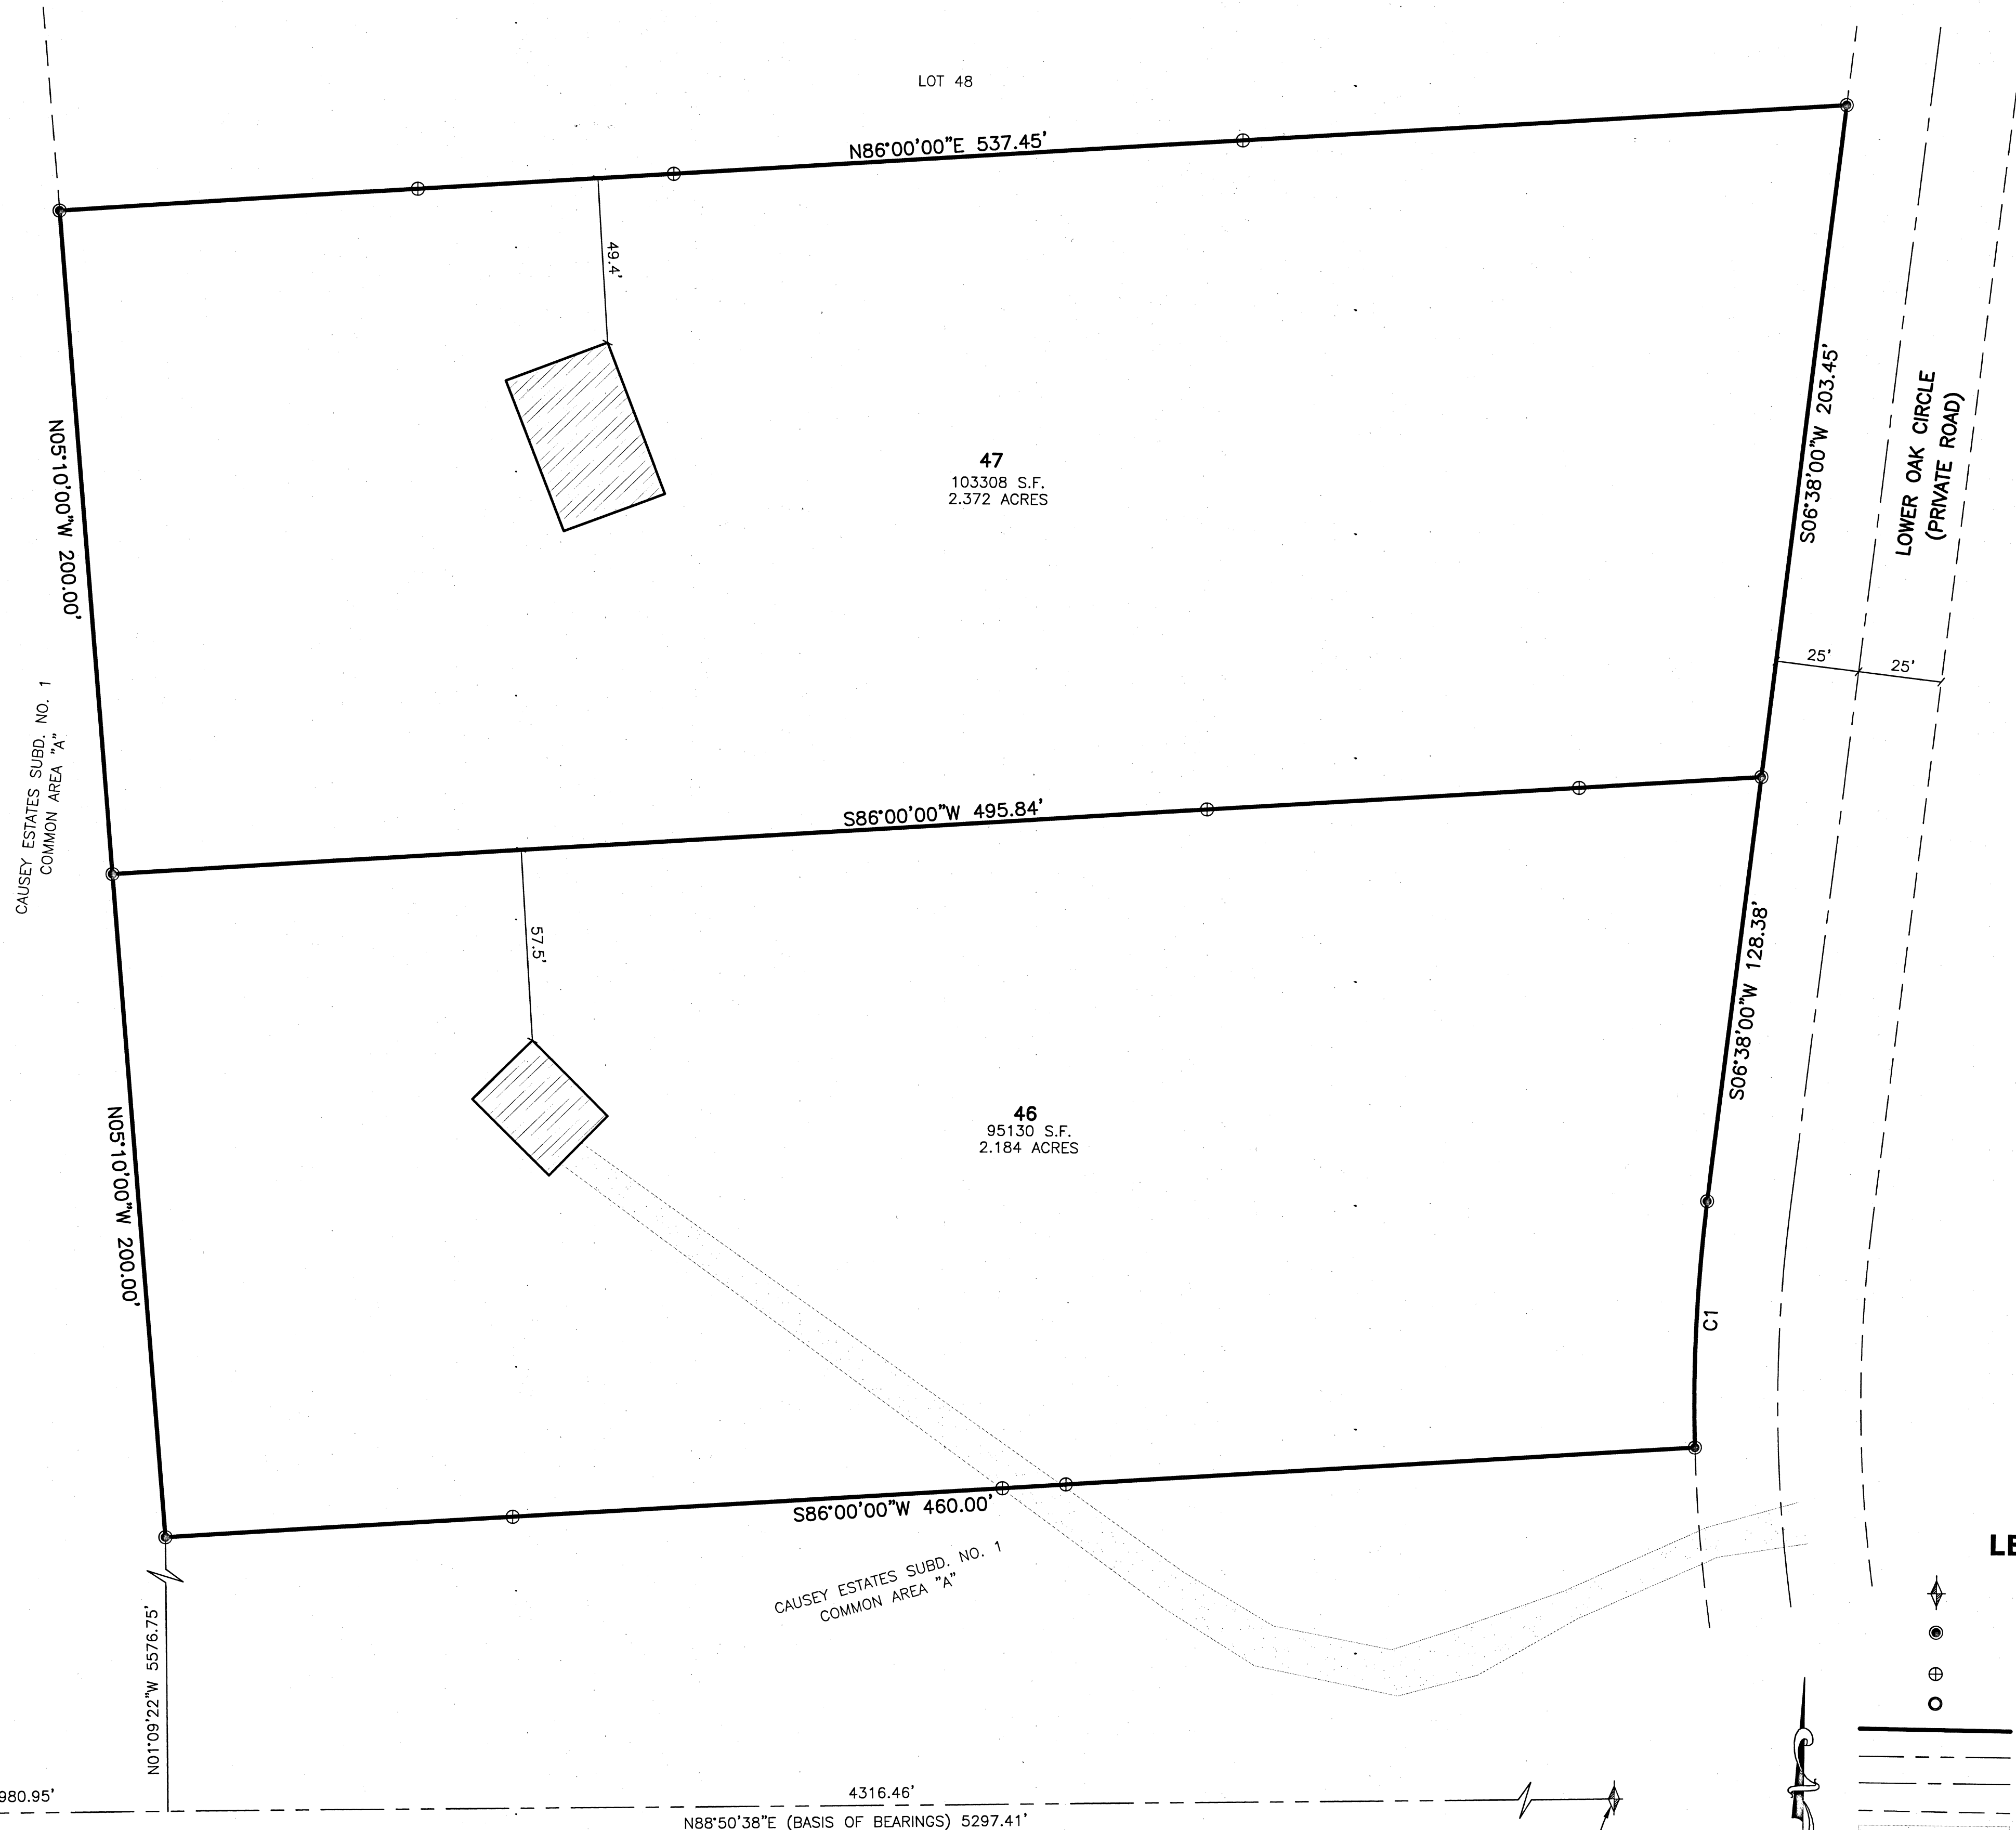 LOT 48
N86°00'00"E 537.45'
49.4'
N05°10'00"W 200.00'
47
103308 S.F.
2.372 ACRES
S06°38'00"W 203.45'
LOWER OAK CIRCLE
(PRIVATE ROAD)
25'
25'
CAUSEY ESTATES SUBD. NO. 1
COMMON AREA "A"
S86°00'00"W 495.84'
57.5'
S06°38'00"W 128.38'
46
95130 S.F.
2.184 ACRES
N05°10'00"W 200.00'
C1
S86°00'00"W 460.00'
CAUSEY ESTATES SUBD. NO. 1
COMMON AREA "A"
LE
N01°09'22"W 5576.75'
980.95'
4316.46'
N88°50'38"E (BASIS OF BEARINGS) 5297.41'